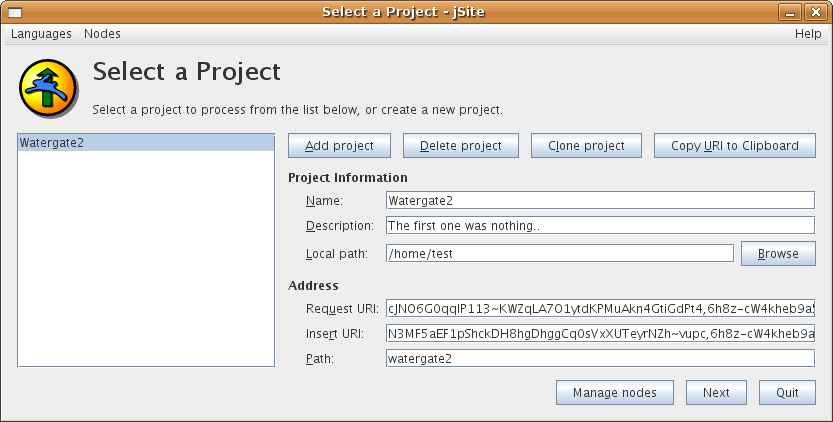 Select a Project - jSite
Languages Nodes Help
Select a Project
Select a project to process from the list below, or create a new project.
Watergate2
Add project Delete project Clone project Copy URI to Clipboard
Project Information
Name: Watergate2
Description: The first one was nothing..
Local path: /home/test Browse
Address
Request URI: cJNO6G0qqIP113~KWZqLA7O1ytdKPMuAkn4GtiGdPt4,6h8z-cW4kheb9a5
Insert URI: N3MF5aEF1pShckDH8hgDhggCq0sVxXUTeyrNZh~vupc,6h8z-cW4kheb9a
Path: watergate2
Manage nodes Next Quit